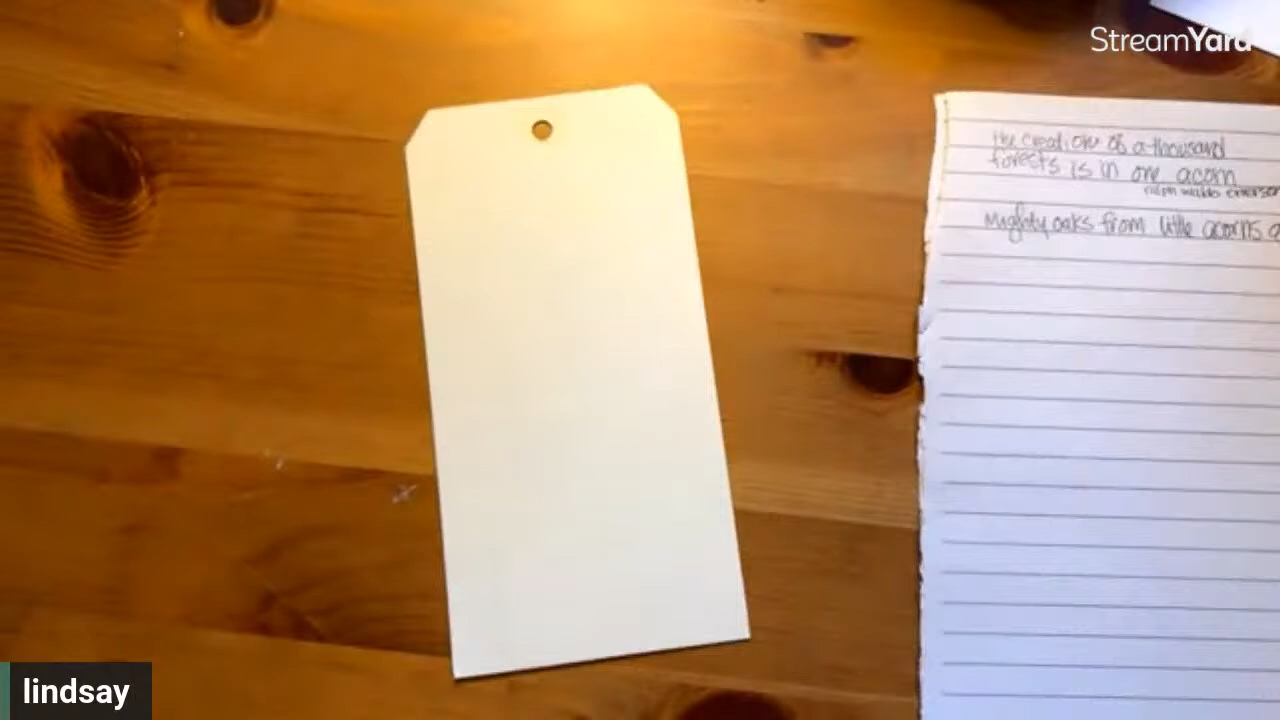 StreamYard
the creation of a thousand
forests is in one acorn
ralph waldo emerson
Mighty oaks from little acorns
lindsay